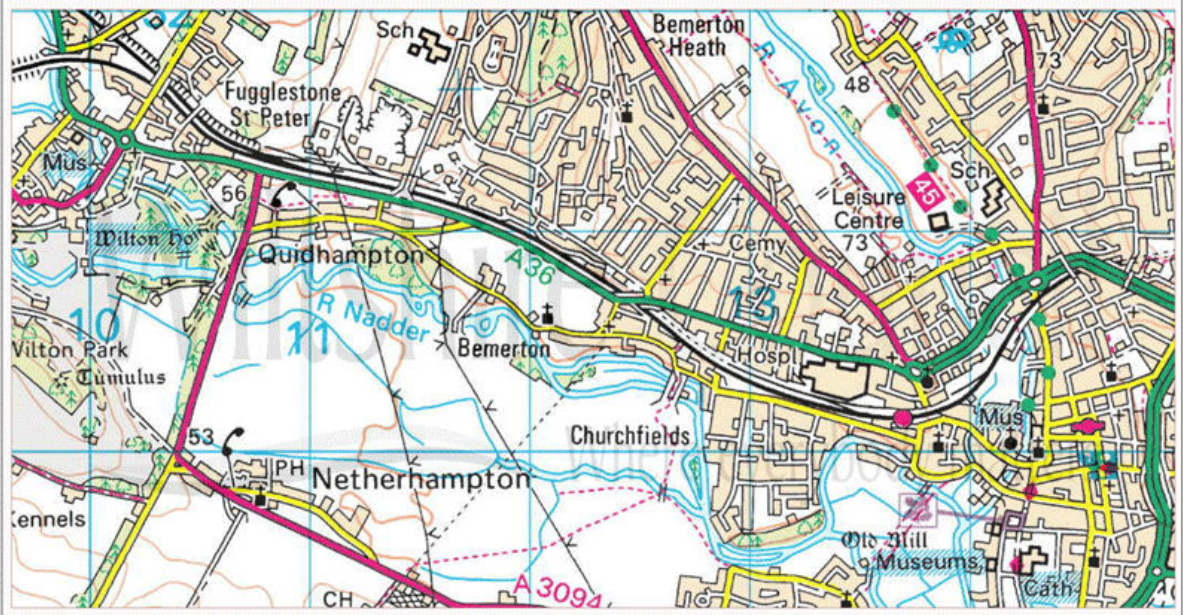 32
Sch
Bemerton
Heath
R Avon
48
73
Fugglestone
St Peter
Mus
56
Sch
45
Leisure
Centre
73
Wilton Ho
Quidhampton
A36
Cemy
10
11
R Nadder
13
Wilton Park
Tumulus
Bemerton
Hospl
53
Mus
Churchfields
PH
Netherhampton
Kennels
Old Mill
Museums
Cath
CH
A 3094